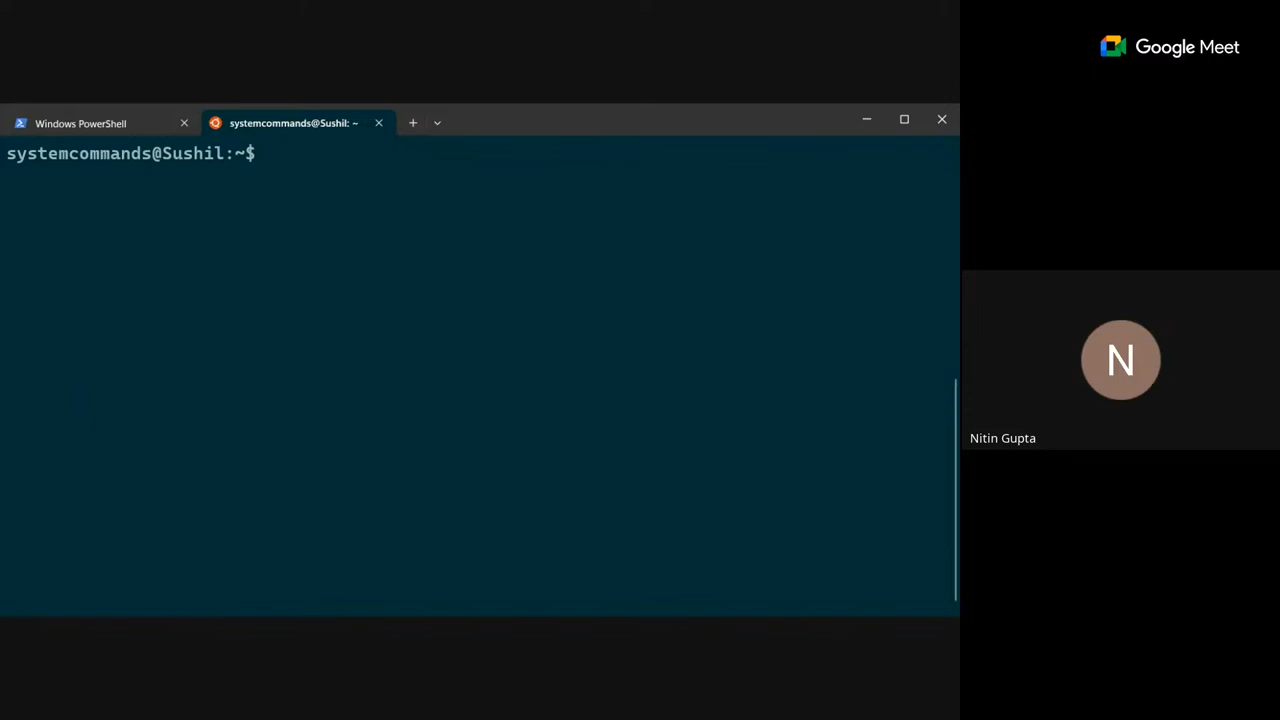 Google Meet
Windows PowerShell
systemcommands@Sushil: ~
systemcommands@Sushil:~$
N
Nitin Gupta